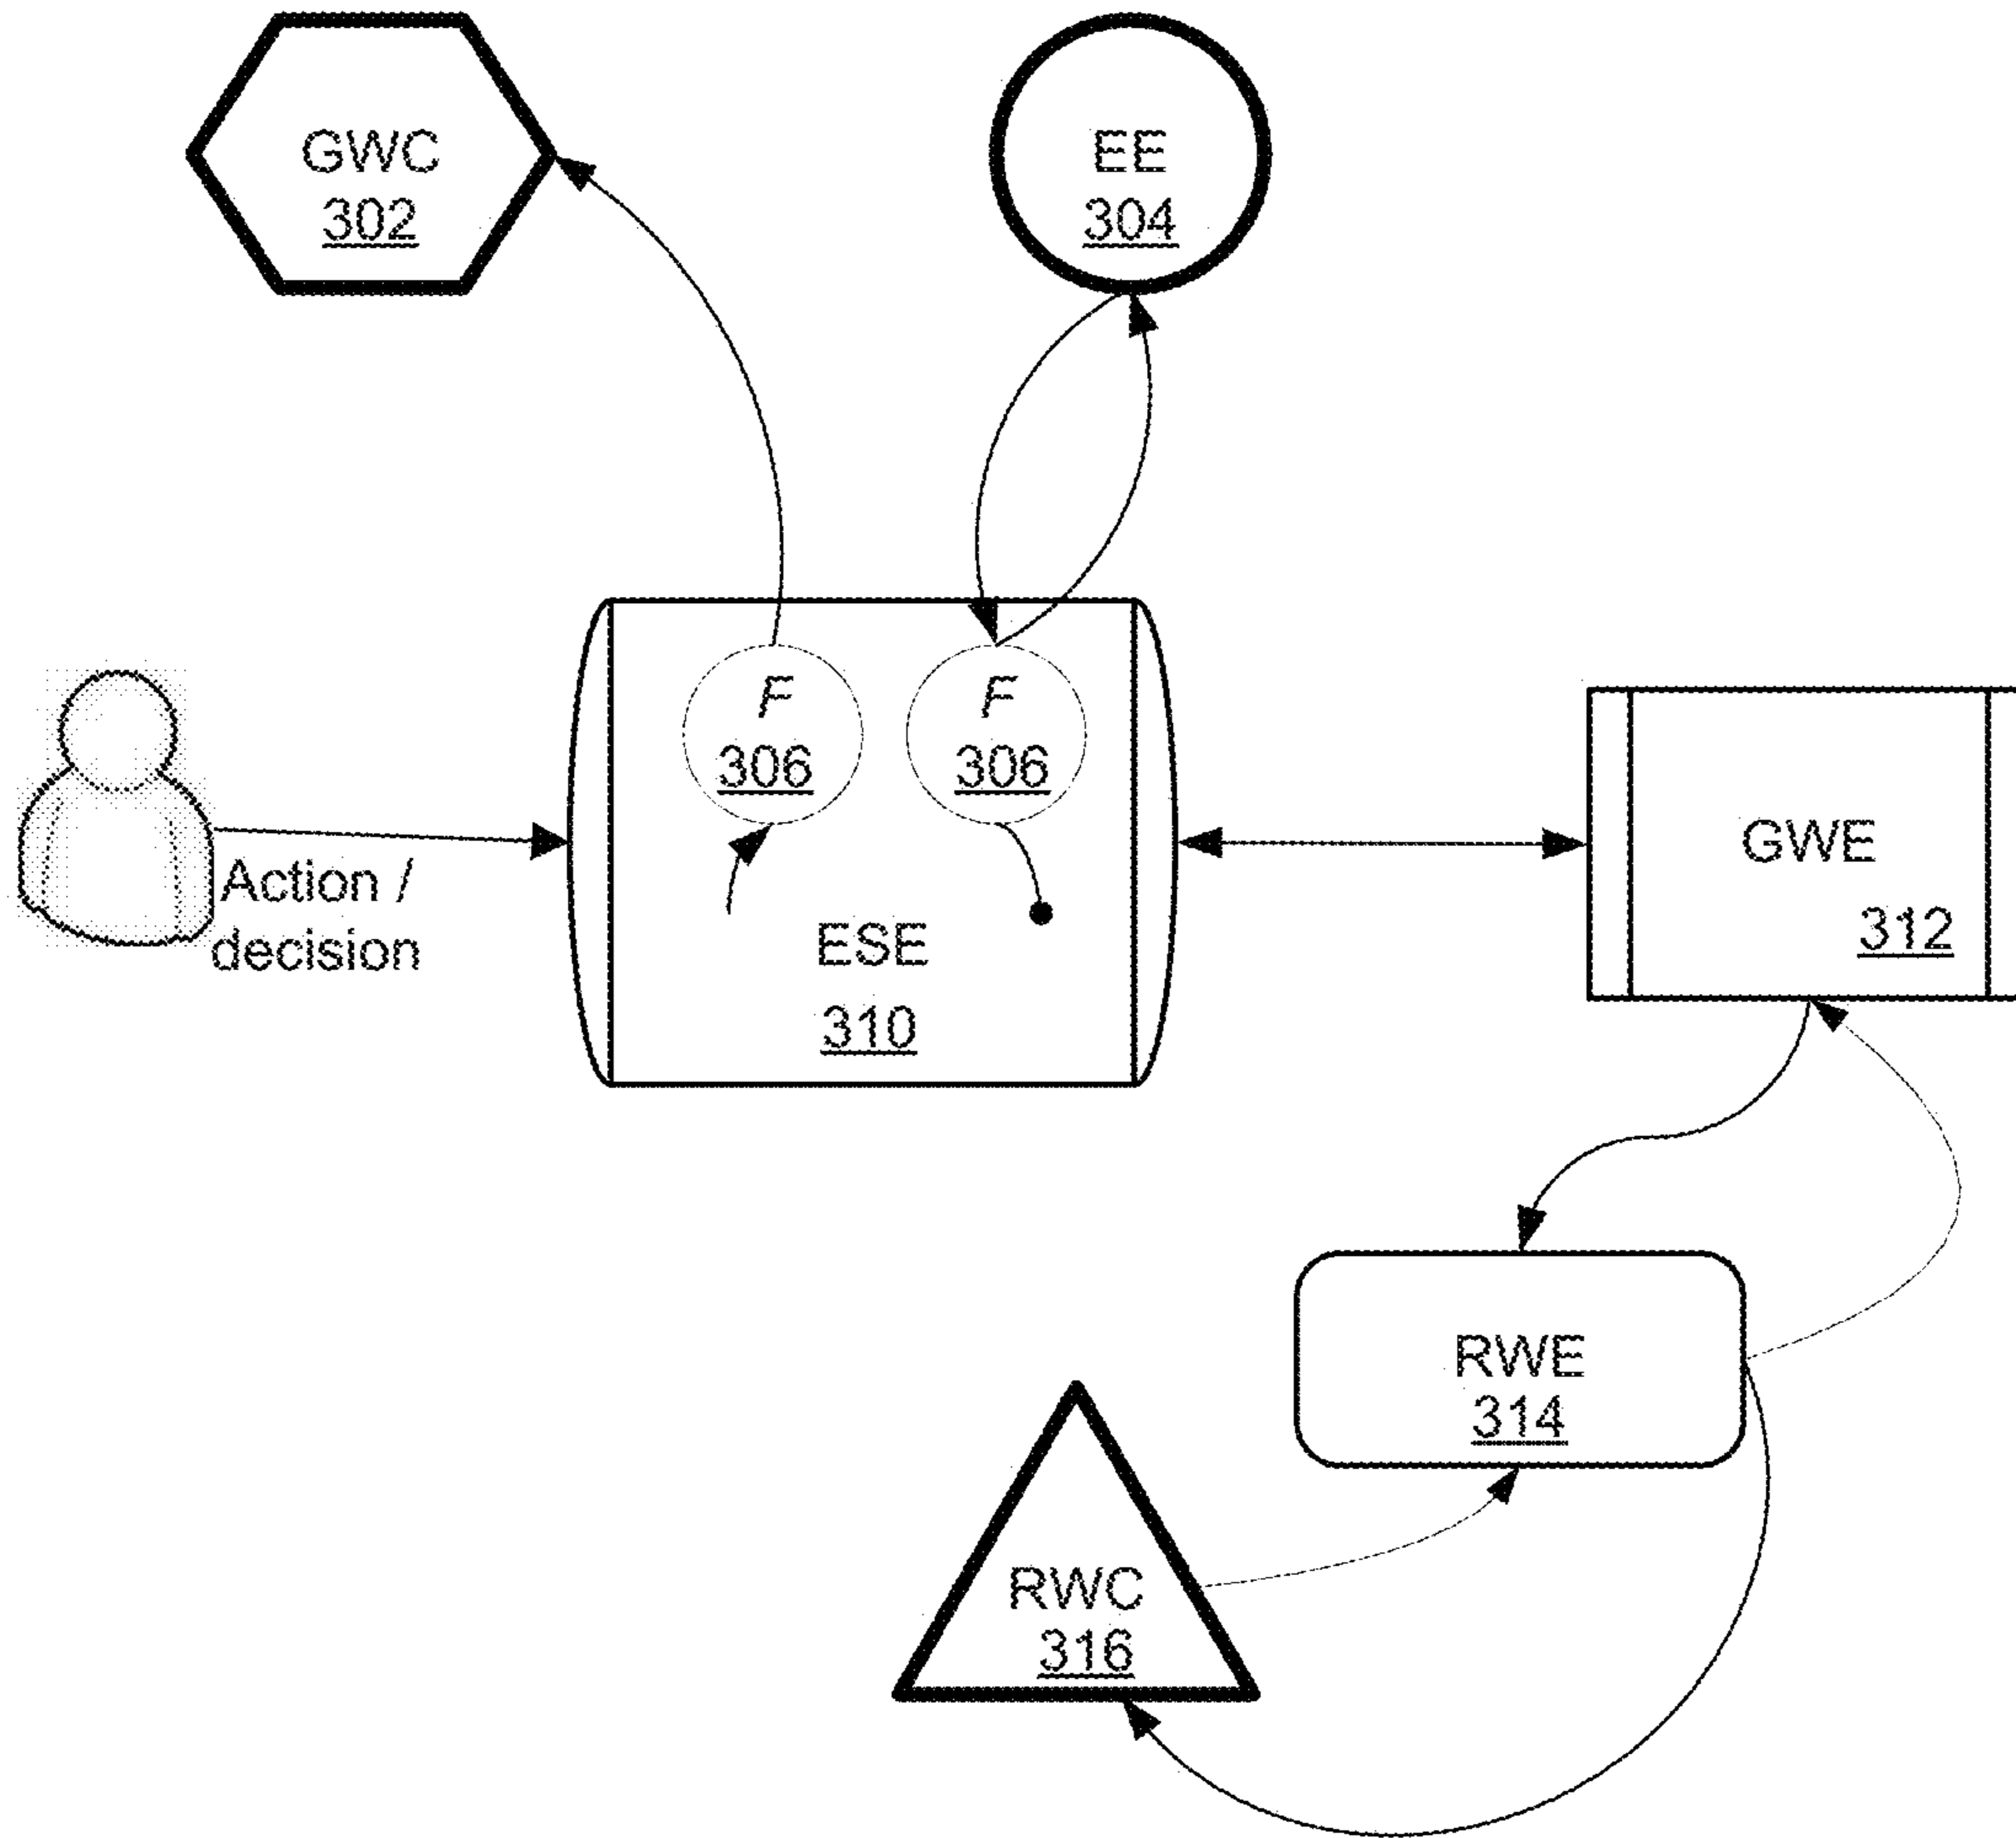 GWC
302
EE
304
F
306
F
306
Action /
decision
ESE
310
GWE
312
RWE
314
RWC
316